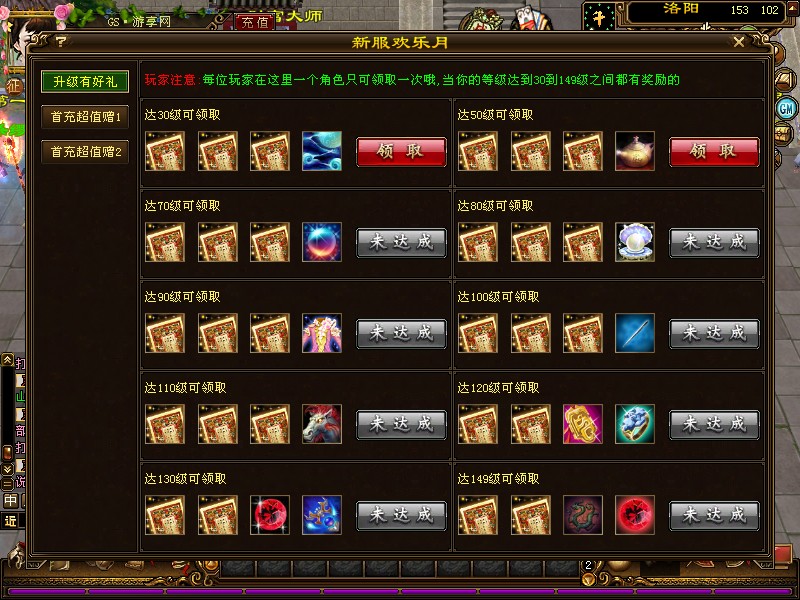 GS·游享网
充值
大师
洛阳
153 102
?
新服欢乐月
GM
升级有好礼
首充超值赠1
首充超值赠2
玩家注意:每位玩家在这里一个角色只可领取一次哦,当你的等级达到30到149级之间都有奖励的
达30级可领取
领取
达50级可领取
领取
达70级可领取
未达成
达80级可领取
未达成
达90级可领取
未达成
达100级可领取
未达成
达110级可领取
未达成
达120级可领取
未达成
达130级可领取
未达成
达149级可领取
未达成
申
近
2